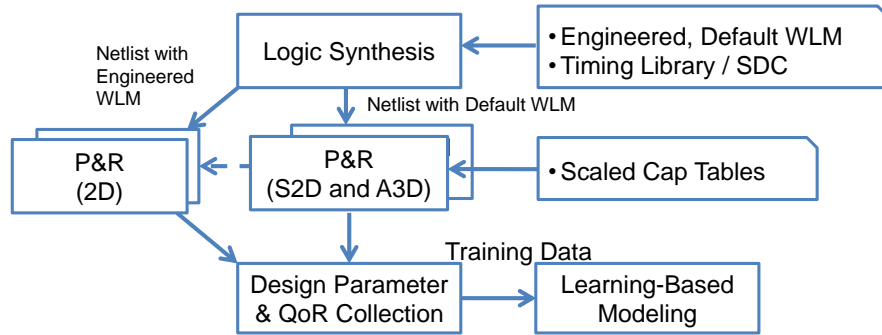 Netlist with
Engineered
WLM
Logic Synthesis
• Engineered, Default WLM
• Timing Library / SDC
Netlist with Default WLM
P&R
(2D)
P&R
(S2D and A3D)
• Scaled Cap Tables
Training Data
Design Parameter
& QoR Collection
Learning-Based
Modeling